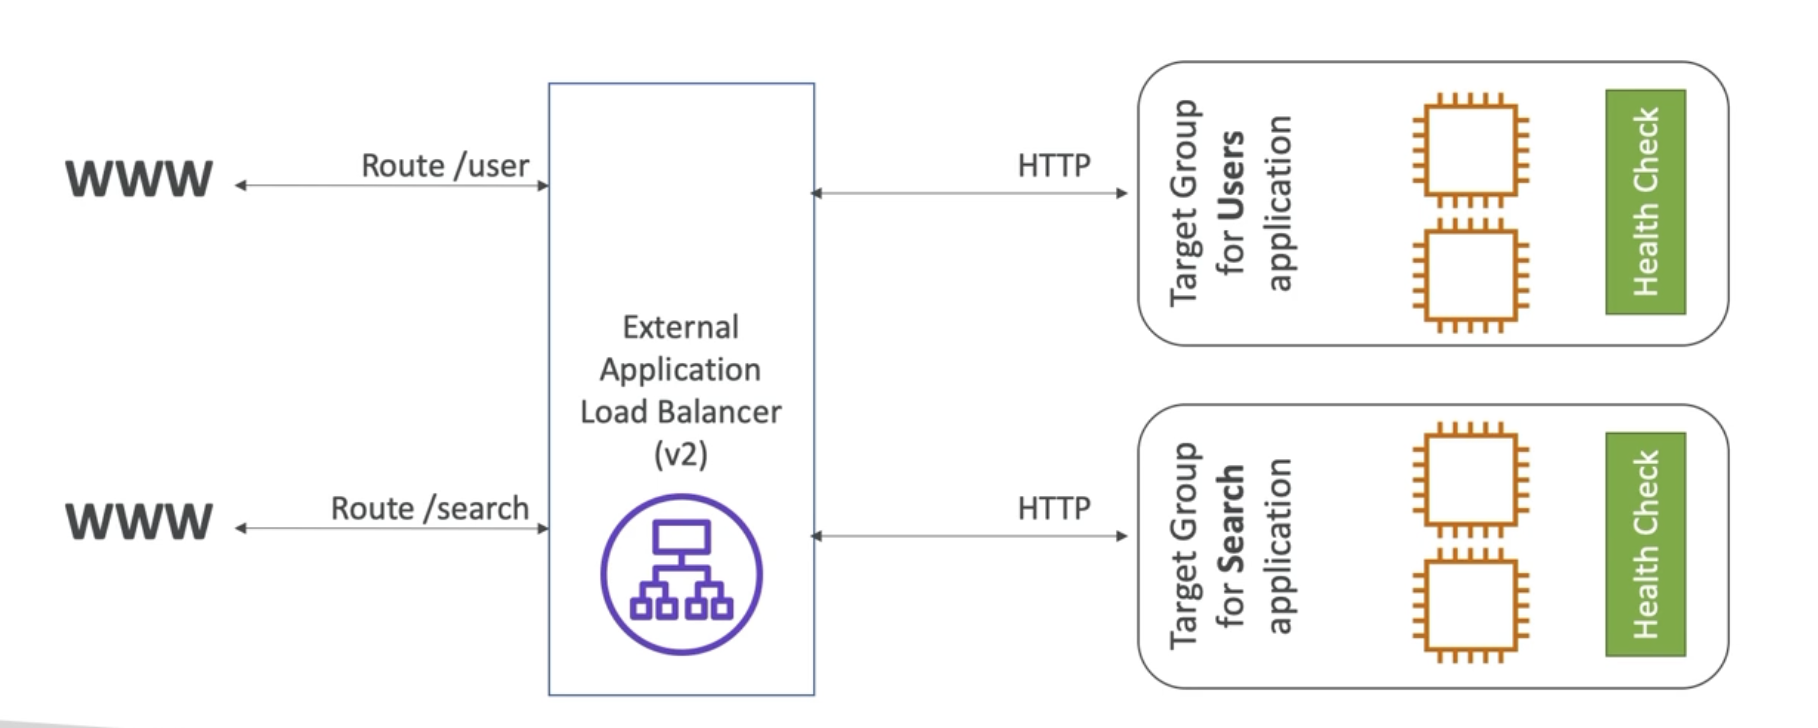 WWW
Route /user
HTTP
Target Group
for Users
application
Health Check
External
Application
Load Balancer
(v2)
WWW
Route /search
HTTP
Target Group
for Search
application
Health Check